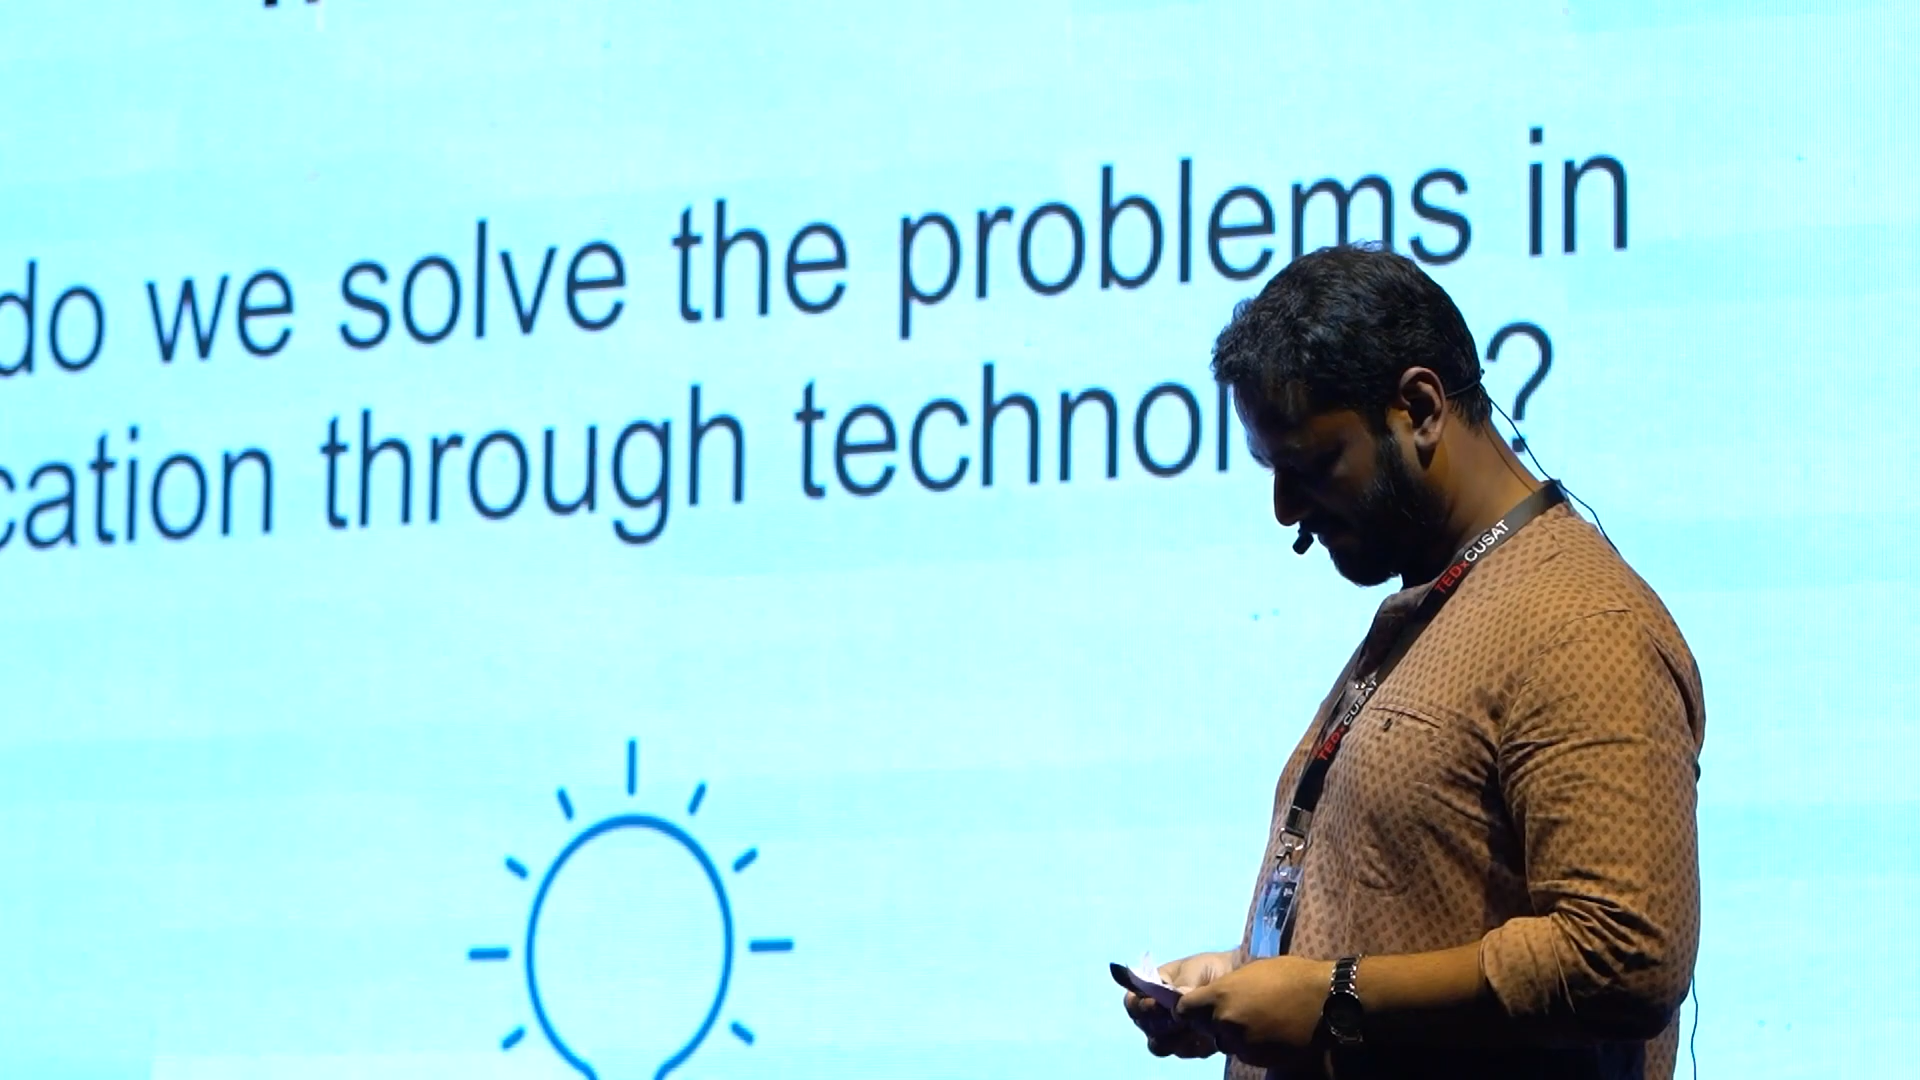 do we solve the problems in
cation through technol ?
TEDxCUSAT
TEDxCUSAT